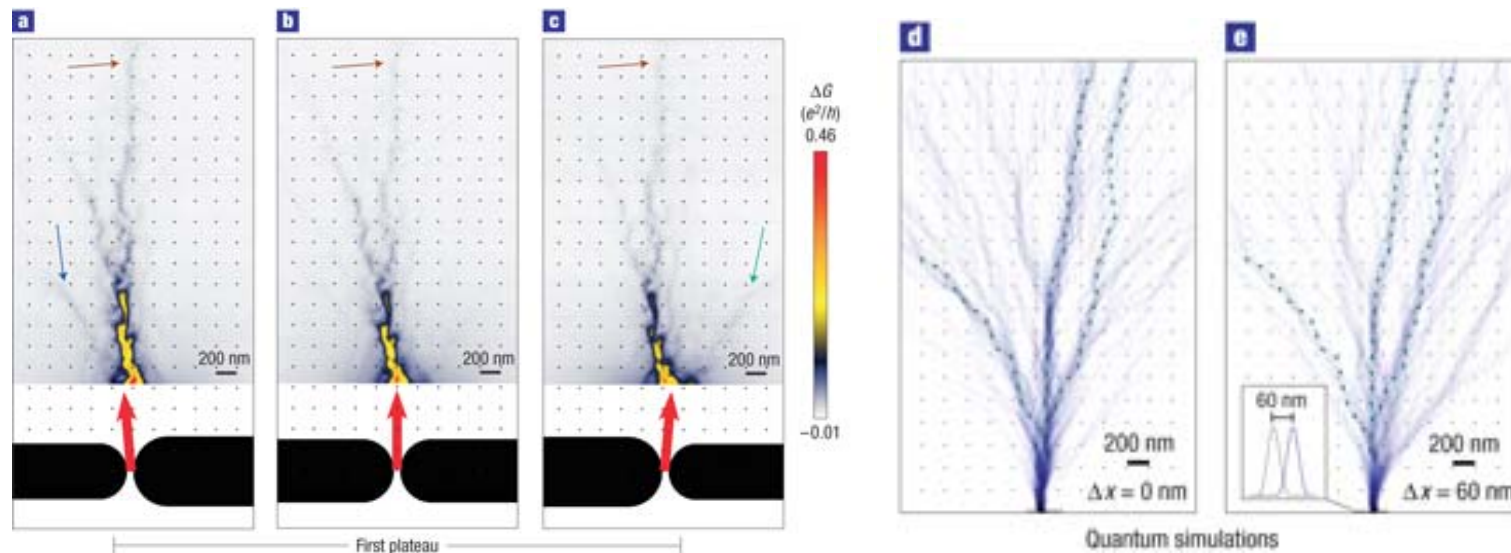 a
b
c
d
e
ΔG
(e²/h)
0.46
−0.01
200 nm
200 nm
200 nm
First plateau
60 nm
200 nm
Δx = 0 nm
200 nm
Δx = 60 nm
Quantum simulations